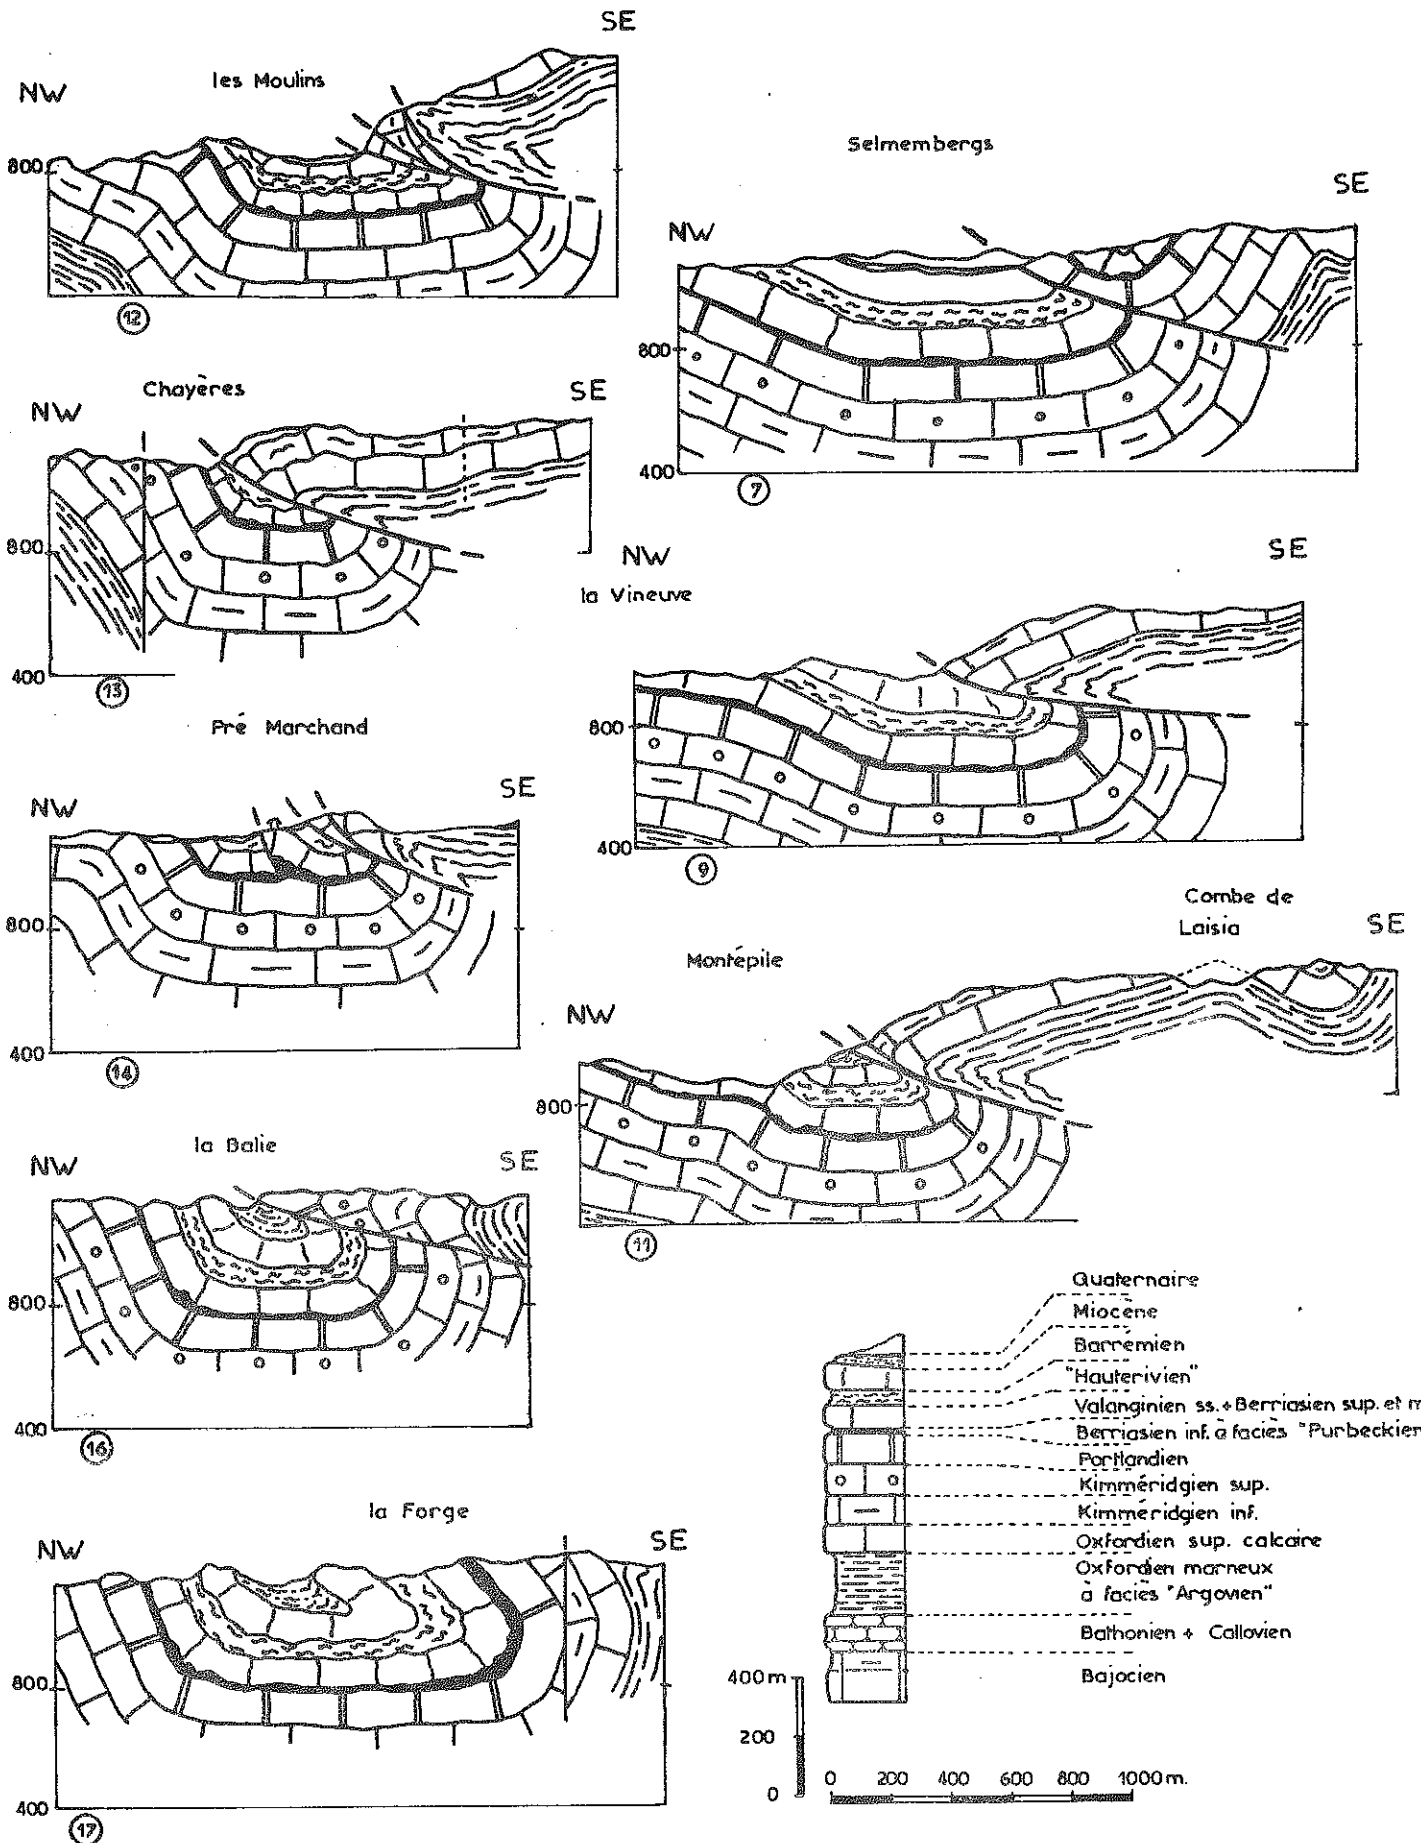 SE
les Moulins
NW
800
12
Selmembergs
SE
NW
800
400
7
Chayères
SE
NW
800
400
13
NW
SE
la Vineuve
800
400
9
Pré Marchand
SE
NW
800
400
14
Combe de
Laisia
SE
Montépile
NW
800
11
la Balie
NW
SE
800
400
16
la Forge
NW
SE
800
400
17
Quaternaire
Miocène
Barrémien
"Hauterivien"
Valanginien ss. + Berriasien sup. et m
Berriasien inf. à faciès "Purbeckien
Portlandien
Kimméridgien sup.
Kimméridgien inf.
Oxfordien sup. calcaire
Oxfordien marneux
à faciès "Argovien"
Bathonien + Callovien
Bajocien
400 m
200
0
0 200 400 600 800 1000 m.